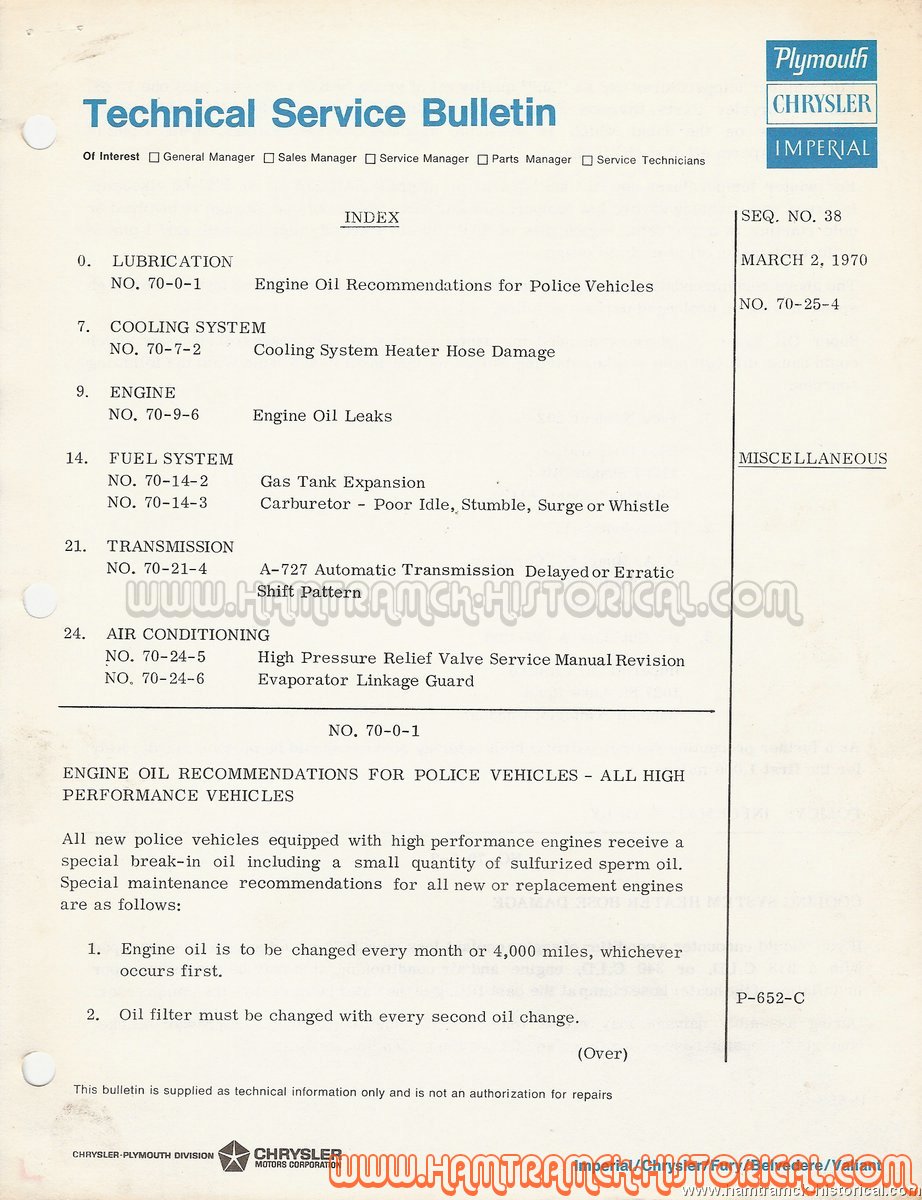 Plymouth
CHRYSLER
IMPERIAL
Technical Service Bulletin
Of Interest □ General Manager □ Sales Manager □ Service Manager □ Parts Manager □ Service Technicians
INDEX
SEQ. NO. 38
MARCH 2, 1970
NO. 70-25-4
0. LUBRICATION
NO. 70-0-1 Engine Oil Recommendations for Police Vehicles
7. COOLING SYSTEM
NO. 70-7-2 Cooling System Heater Hose Damage
9. ENGINE
NO. 70-9-6 Engine Oil Leaks
14. FUEL SYSTEM
MISCELLANEOUS
NO. 70-14-2 Gas Tank Expansion
NO. 70-14-3 Carburetor - Poor Idle, Stumble, Surge or Whistle
21. TRANSMISSION
NO. 70-21-4 A-727 Automatic Transmission Delayed or Erratic
Shift Pattern
www.Hamtramck-Historical.com
24. AIR CONDITIONING
NO. 70-24-5 High Pressure Relief Valve Service Manual Revision
NO. 70-24-6 Evaporator Linkage Guard
NO. 70-0-1
ENGINE OIL RECOMMENDATIONS FOR POLICE VEHICLES - ALL HIGH
PERFORMANCE VEHICLES
All new police vehicles equipped with high performance engines receive a
special break-in oil including a small quantity of sulfurized sperm oil.
Special maintenance recommendations for all new or replacement engines
are as follows:
1. Engine oil is to be changed every month or 4,000 miles, whichever
occurs first.
P-652-C
2. Oil filter must be changed with every second oil change.
(Over)
This bulletin is supplied as technical information only and is not an authorization for repairs
CHRYSLER-PLYMOUTH DIVISION CHRYSLER
MOTORS CORPORATION
Imperial/Chrysler/Fury/Belvedere/Valiant
www.Hamtramck-Historical.com
www.hamtramck-historical.com